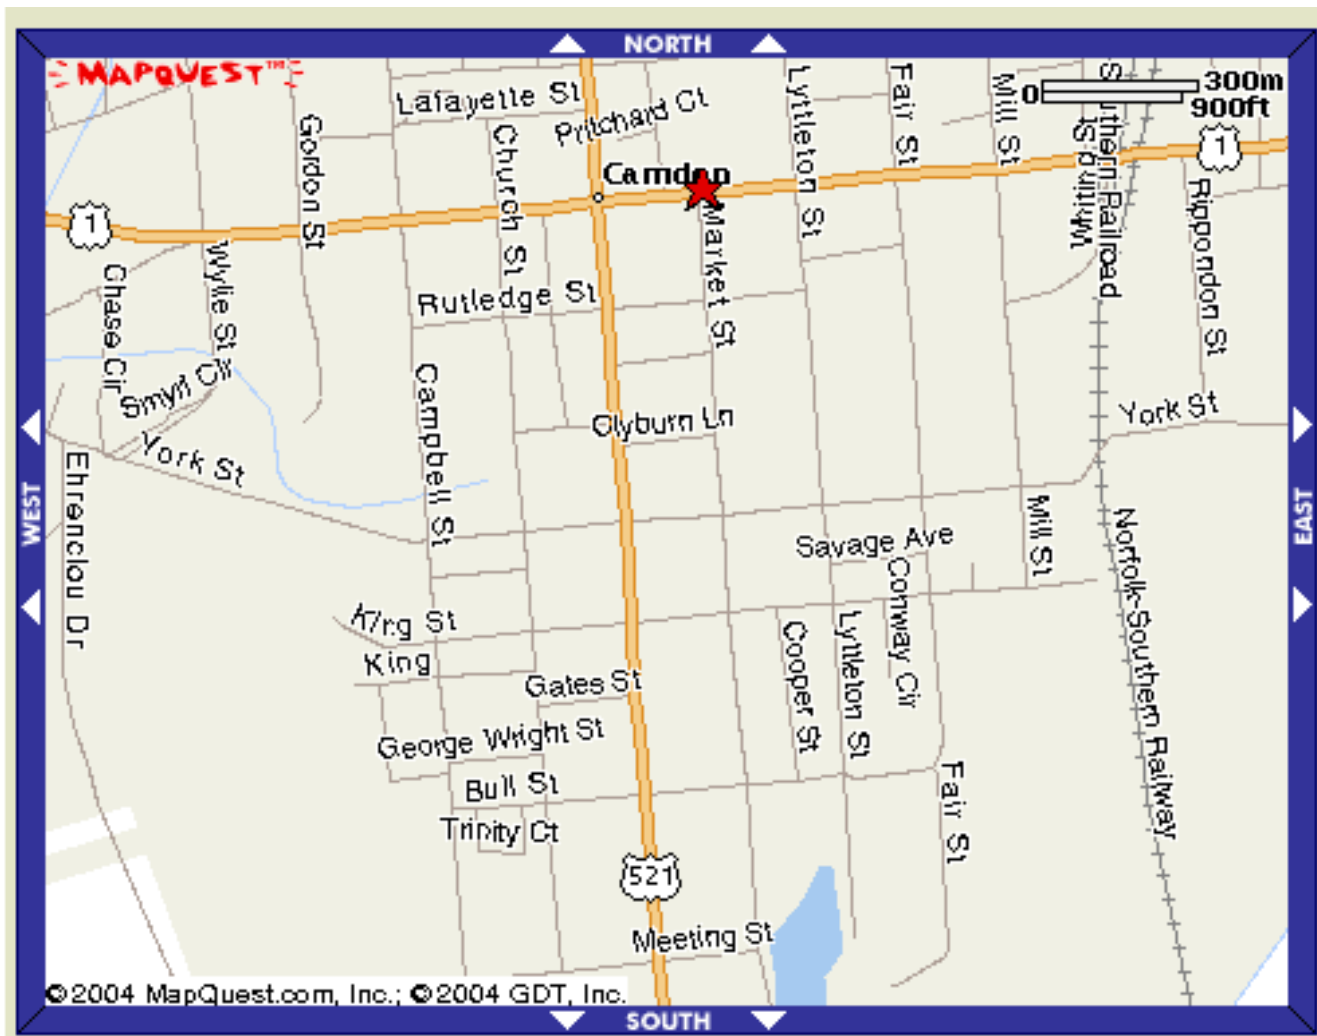 NORTH
MAPQUEST™
0
300m
900ft
Lafayette St
Pritchard Ct
Gordon St
Church St
Lyttleton St
Fair St
Mill St
Southern Railroad
Whiting St
1
1
Camden
Market St
Rippondon St
Wylie St
Chase Cir
Rutledge St
Smyrl Cir
Campbell St
Clyburn Ln
York St
York St
WEST
EAST
Ehrenclou Dr
Mill St
Savage Ave
Conway Cir
Norfolk-Southern Railway
King St
King
Cooper St
Lyttleton St
Gates St
George Wright St
Bull St
Fair St
Trinity Ct
521
Meeting St
©2004 MapQuest.com, Inc.; ©2004 GDT, Inc.
SOUTH